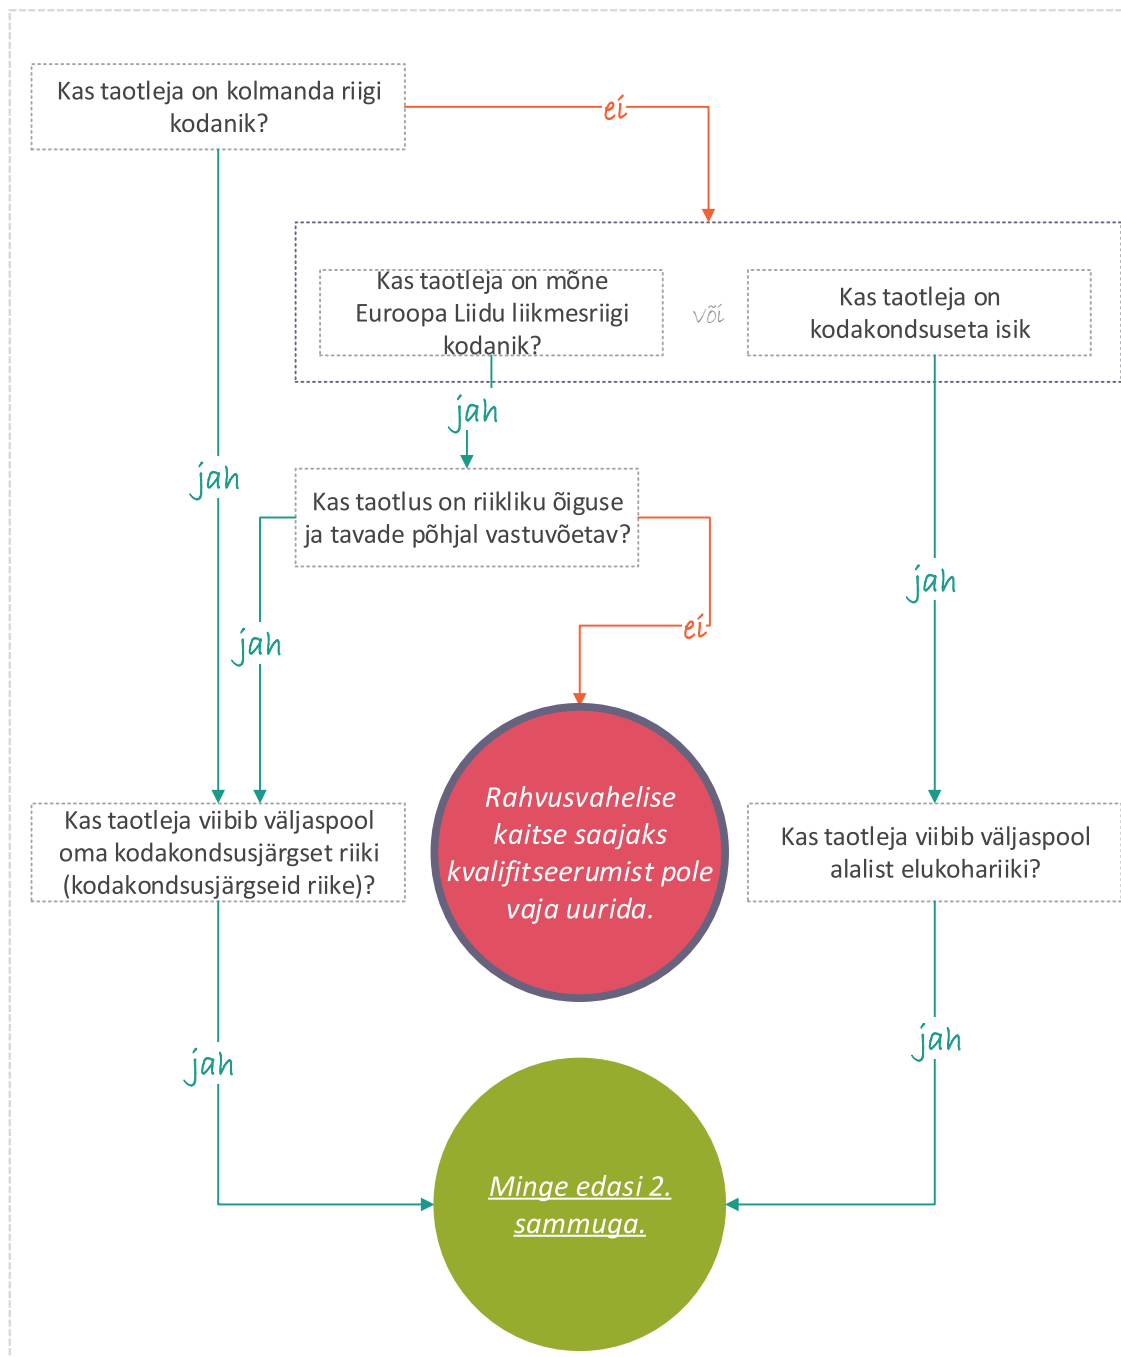 Kas taotleja on kolmanda riigi
kodanik?
ei
Kas taotleja on mõne
Euroopa Liidu liikmesriigi
kodanik?
või
Kas taotleja on
kodakondsuseta isik
jah
jah
Kas taotlus on riikliku õiguse
ja tavade põhjal vastuvõetav?
jah
jah
ei
Kas taotleja viibib väljaspool
oma kodakondsusjärgset riiki
(kodakondsusjärgseid riike)?
Rahvusvahelise
kaitse saajaks
kvalifitseerumist pole
vaja uurida.
Kas taotleja viibib väljaspool
alalist elukohariiki?
jah
jah
Minge edasi 2.
sammuga.